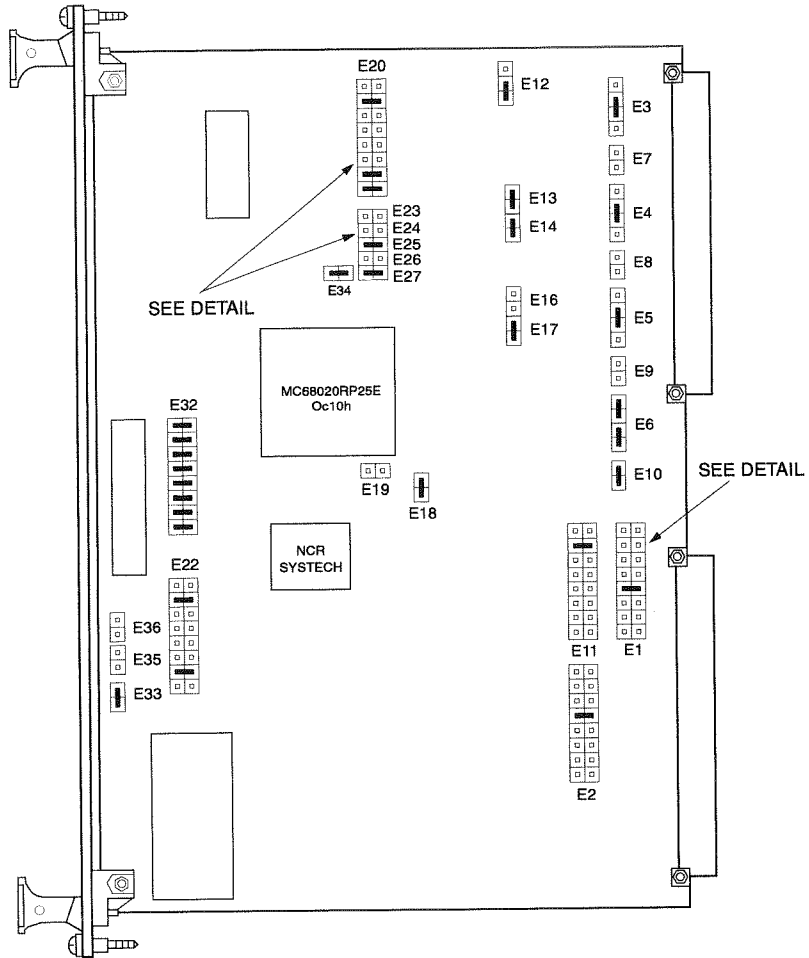 E20
E12
E3
E7
E13
E4
E14
E23
E24
E25
E26
E27
E34
E8
SEE DETAIL
E16
E17
E5
MC68020RP25E
Oc10h
E9
E32
E6
E19
E18
E10
SEE DETAIL
NCR
SYSTECH
E22
E36
E35
E33
E11
E1
E2